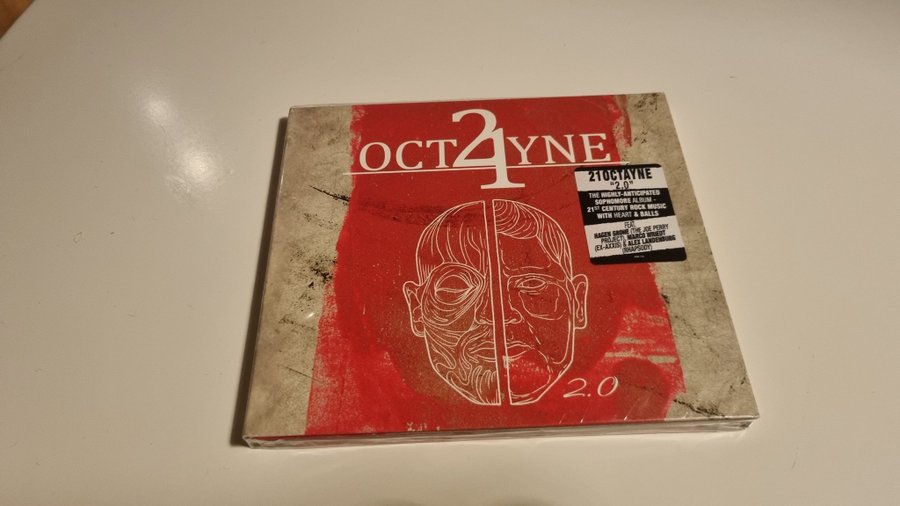 OCT21YNE
2.0
21OCTAYNE
"2.0"
THE HIGHLY-ANTICIPATED
SOPHOMORE ALBUM -
21ST CENTURY ROCK MUSIC
WITH HEART & BALLS
FEAT.
HAGEN GROHE (THE JOE PERRY
PROJECT), MARCO WRIEDT
(EX-AXXIS) & ALEX LANDENBURG
(RHAPSODY)